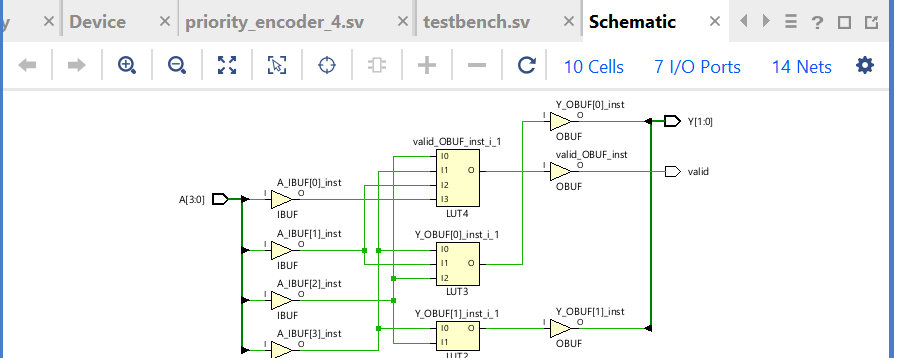 y × Device × priority_encoder_4.sv × testbench.sv × Schematic × ?
10 Cells 7 I/O Ports 14 Nets
Y_OBUF[0]_inst
I O Y[1:0]
OBUF
valid_OBUF_inst_i_1
valid_OBUF_inst
I0
I1 O I O valid
I2
OBUF
I3
LUT4
A_IBUF[0]_inst
A[3:0] I O
IBUF
A_IBUF[1]_inst
I O
IBUF
Y_OBUF[0]_inst_i_1
I0
I1 O
I2
LUT3
A_IBUF[2]_inst
I O
IBUF
Y_OBUF[1]_inst_i_1
I0 O
I1
LUT2
Y_OBUF[1]_inst
I O
OBUF
A_IBUF[3]_inst
I O
IBUF